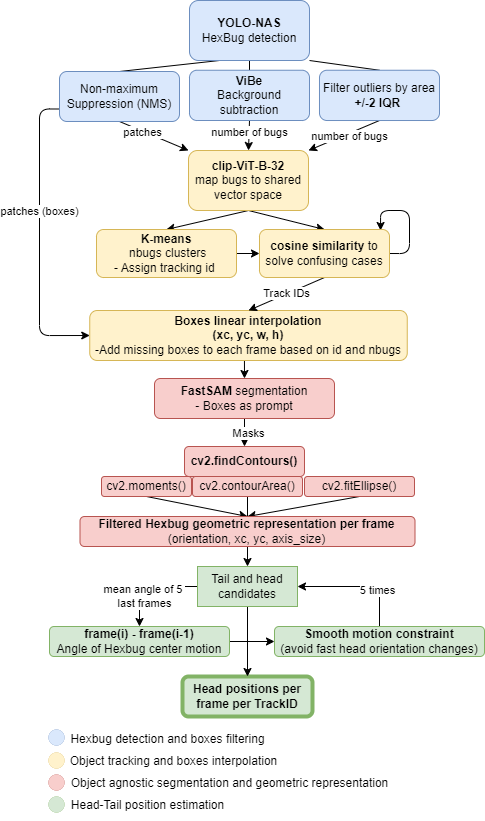 YOLO-NAS
HexBug detection
Non-maximum
Suppression (NMS)
ViBe
Background
subtraction
Filter outliers by area
+/-2 IQR
patches
number of bugs
number of bugs
clip-ViT-B-32
map bugs to shared
vector space
patches (boxes)
K-means
nbugs clusters
- Assign tracking id
cosine similarity to
solve confusing cases
Track IDs
Boxes linear interpolation
(xc, yc, w, h)
-Add missing boxes to each frame based on id and nbugs
FastSAM segmentation
- Boxes as prompt
Masks
cv2.findContours()
cv2.moments()
cv2.contourArea()
cv2.fitEllipse()
Filtered Hexbug geometric representation per frame
(orientation, xc, yc, axis_size)
Tail and head
candidates
mean angle of 5
last frames
5 times
frame(i) - frame(i-1)
Angle of Hexbug center motion
Smooth motion constraint
(avoid fast head orientation changes)
Head positions per
frame per TrackID
Hexbug detection and boxes filtering
Object tracking and boxes interpolation
Object agnostic segmentation and geometric representation
Head-Tail position estimation